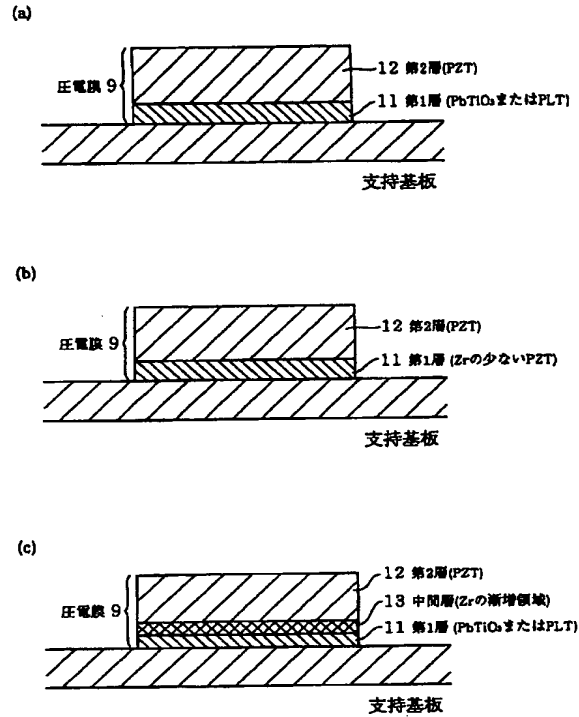 (a)
圧電膜 9
12 第2層(PZT)
11 第1層 (PbTiO₃またはPLT)
支持基板
(b)
圧電膜 9
12 第2層(PZT)
11 第1層 (Zrの少ないPZT)
支持基板
(c)
圧電膜 9
12 第2層(PZT)
13 中間層(Zrの漸増領域)
11 第1層 (PbTiO₃またはPLT)
支持基板